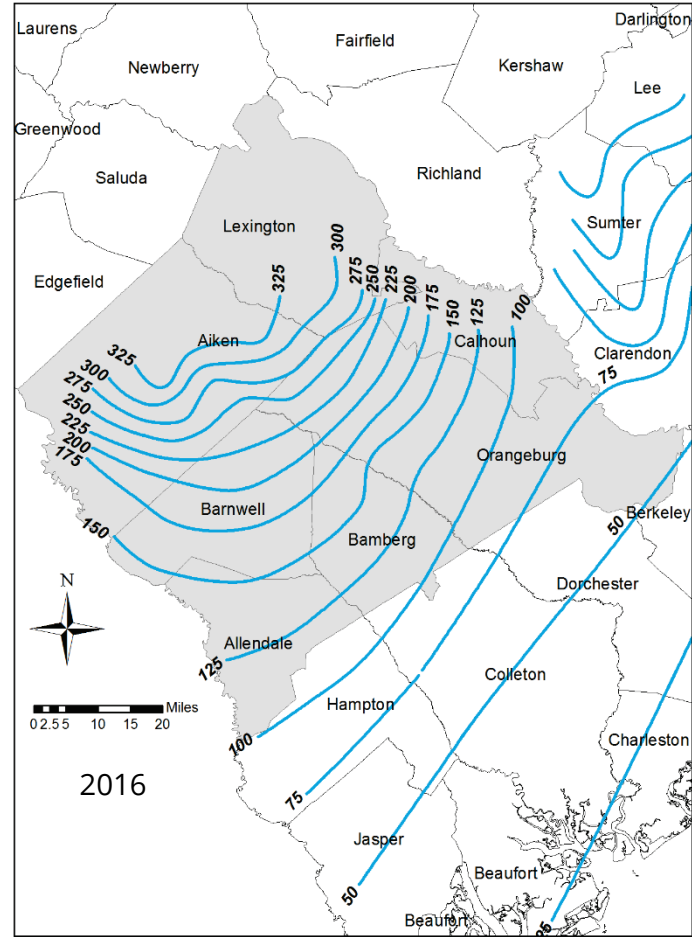 Darlington
Laurens
Fairfield
Newberry
Kershaw
Lee
Greenwood
Saluda
Richland
Lexington
Sumter
300
Edgefield
325
275
250
225
200
175
150
125
100
Aiken
Calhoun
325
300
Clarendon
75
275
250
225
200
175
Orangeburg
Barnwell
150
50
Berkeley
Bamberg
N
Dorchester
Allendale
125
Colleton
Hampton
Miles
0 2.5 5 10 15 20
100
Charleston
2016
75
Jasper
50
Beaufort
Beaufort
25